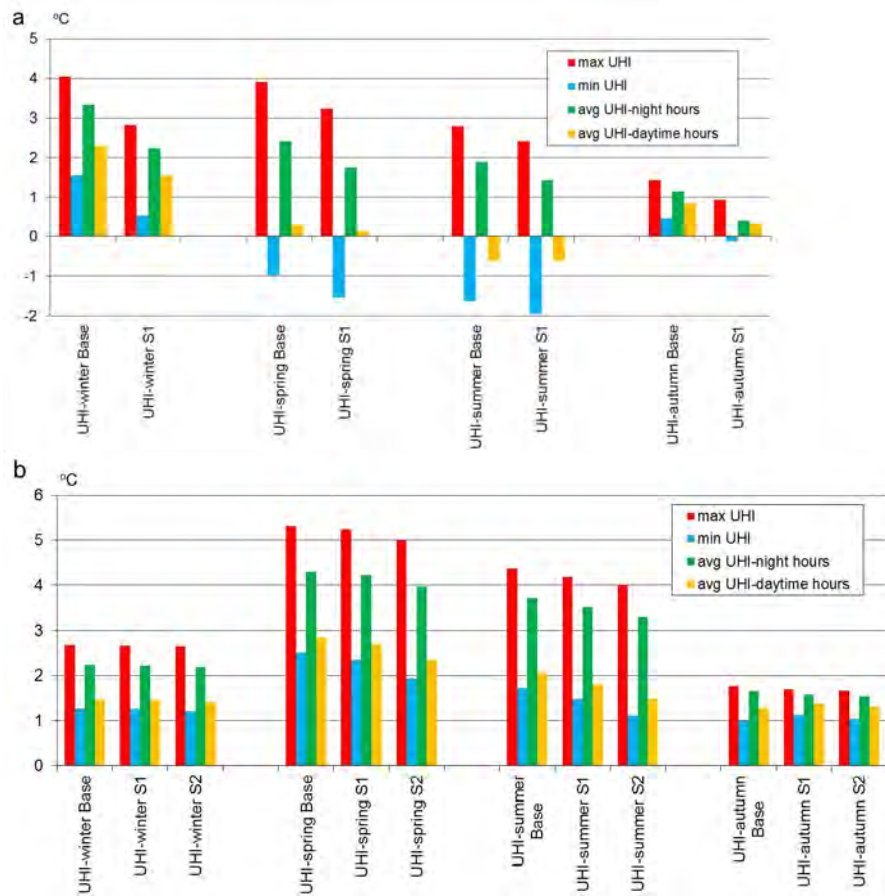 a
°C
5
4
3
2
1
0
-1
-2
max UHI
min UHI
avg UHI-night hours
avg UHI-daytime hours
UHI-winter Base
UHI-winter S1
UHI-spring Base
UHI-spring S1
UHI-summer Base
UHI-summer S1
UHI-autumn Base
UHI-autumn S1
b
°C
6
5
4
3
2
1
0
max UHI
min UHI
avg UHI-night hours
avg UHI-daytime hours
UHI-winter Base
UHI-winter S1
UHI-winter S2
UHI-spring Base
UHI-spring S1
UHI-spring S2
UHI-summer
Base
UHI-summer S1
UHI-summer S2
UHI-autumn
Base
UHI-autumn S1
UHI-autumn S2